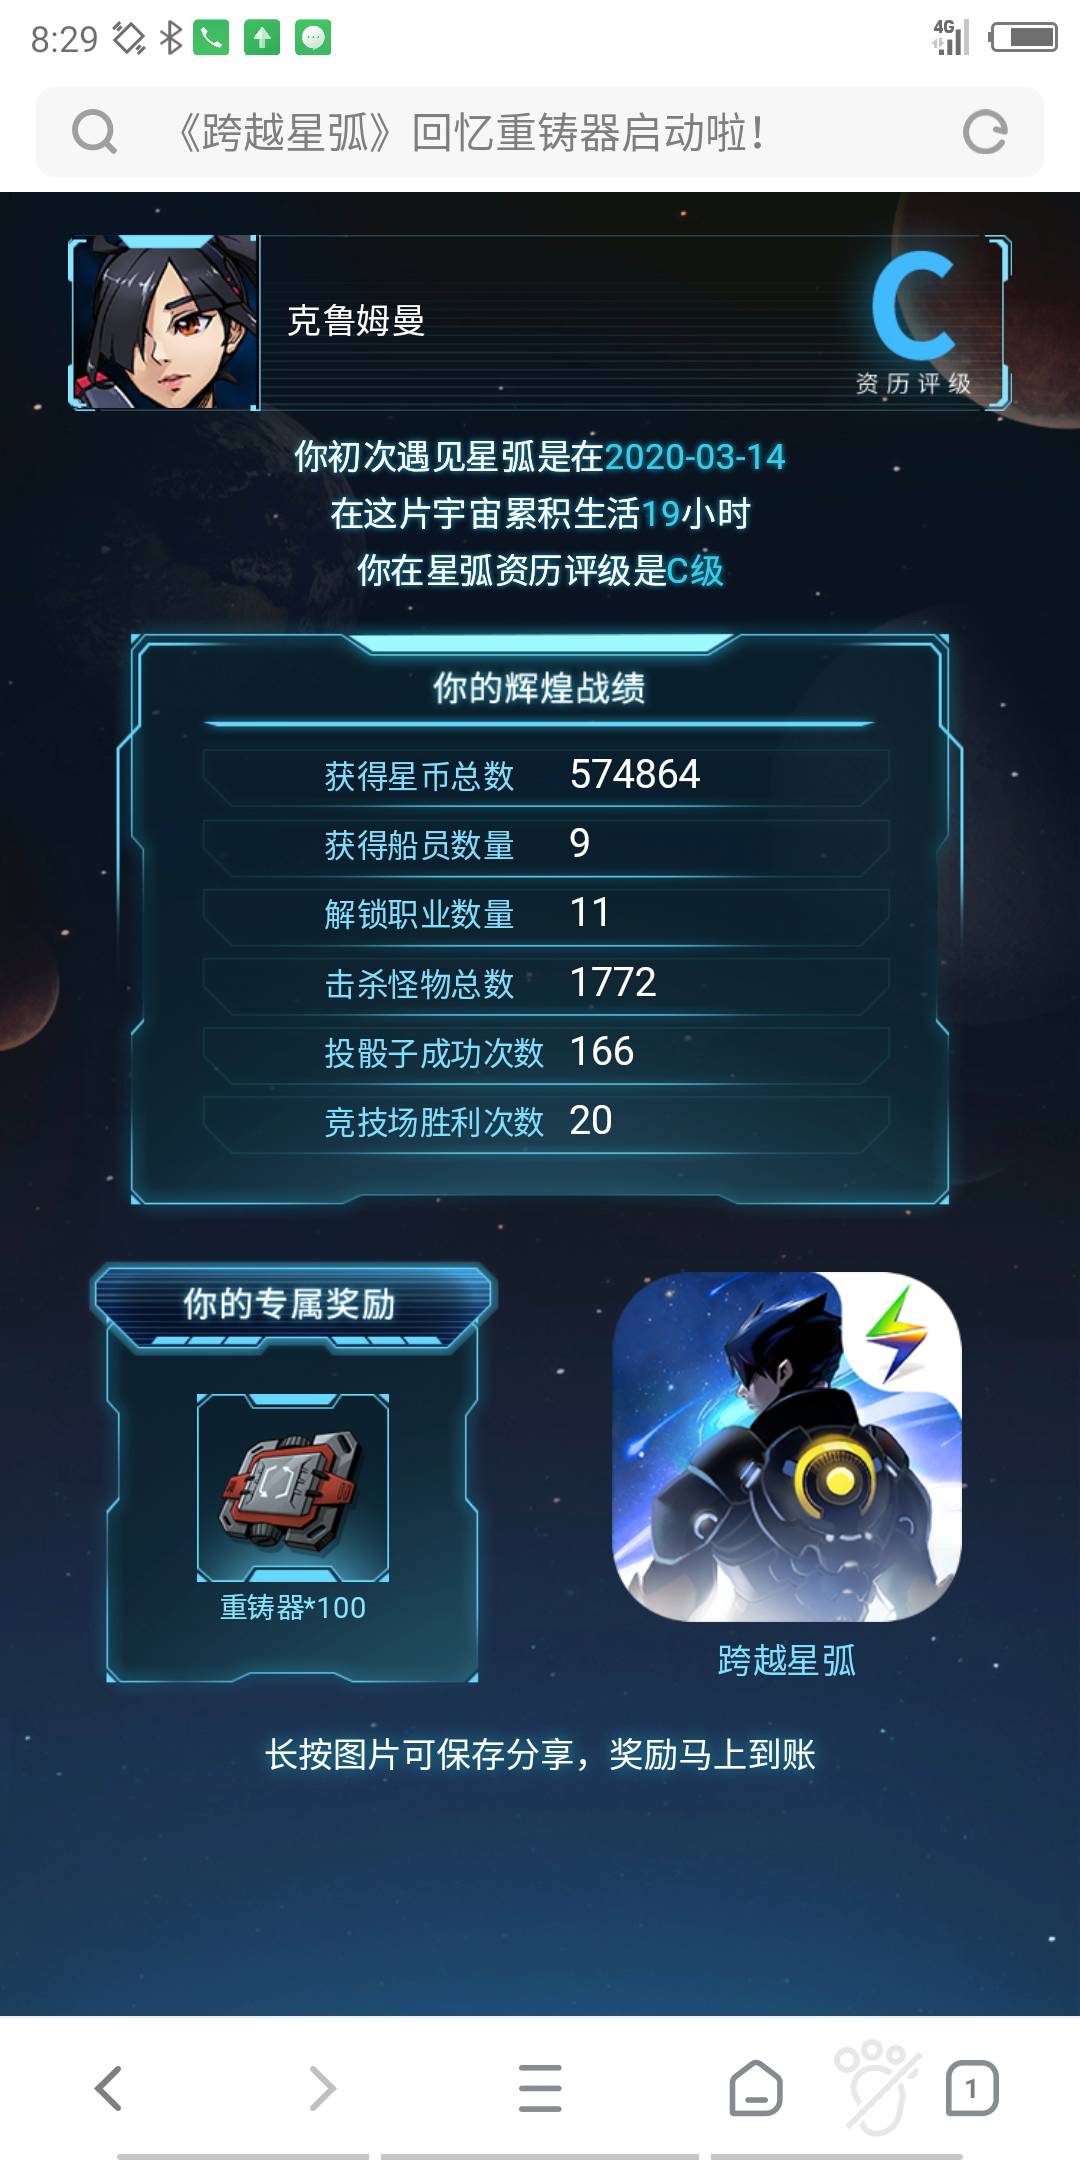 8:29
4G
《跨越星弧》回忆重铸器启动啦！
克鲁姆曼
C
资历评级
你初次遇见星弧是在2020-03-14
在这片宇宙累积生活19小时
你在星弧资历评级是C级
你的辉煌战绩
获得星币总数 574864
获得船员数量 9
解锁职业数量 11
击杀怪物总数 1772
投骰子成功次数 166
竞技场胜利次数 20
你的专属奖励
重铸器*100
跨越星弧
长按图片可保存分享，奖励马上到账
1